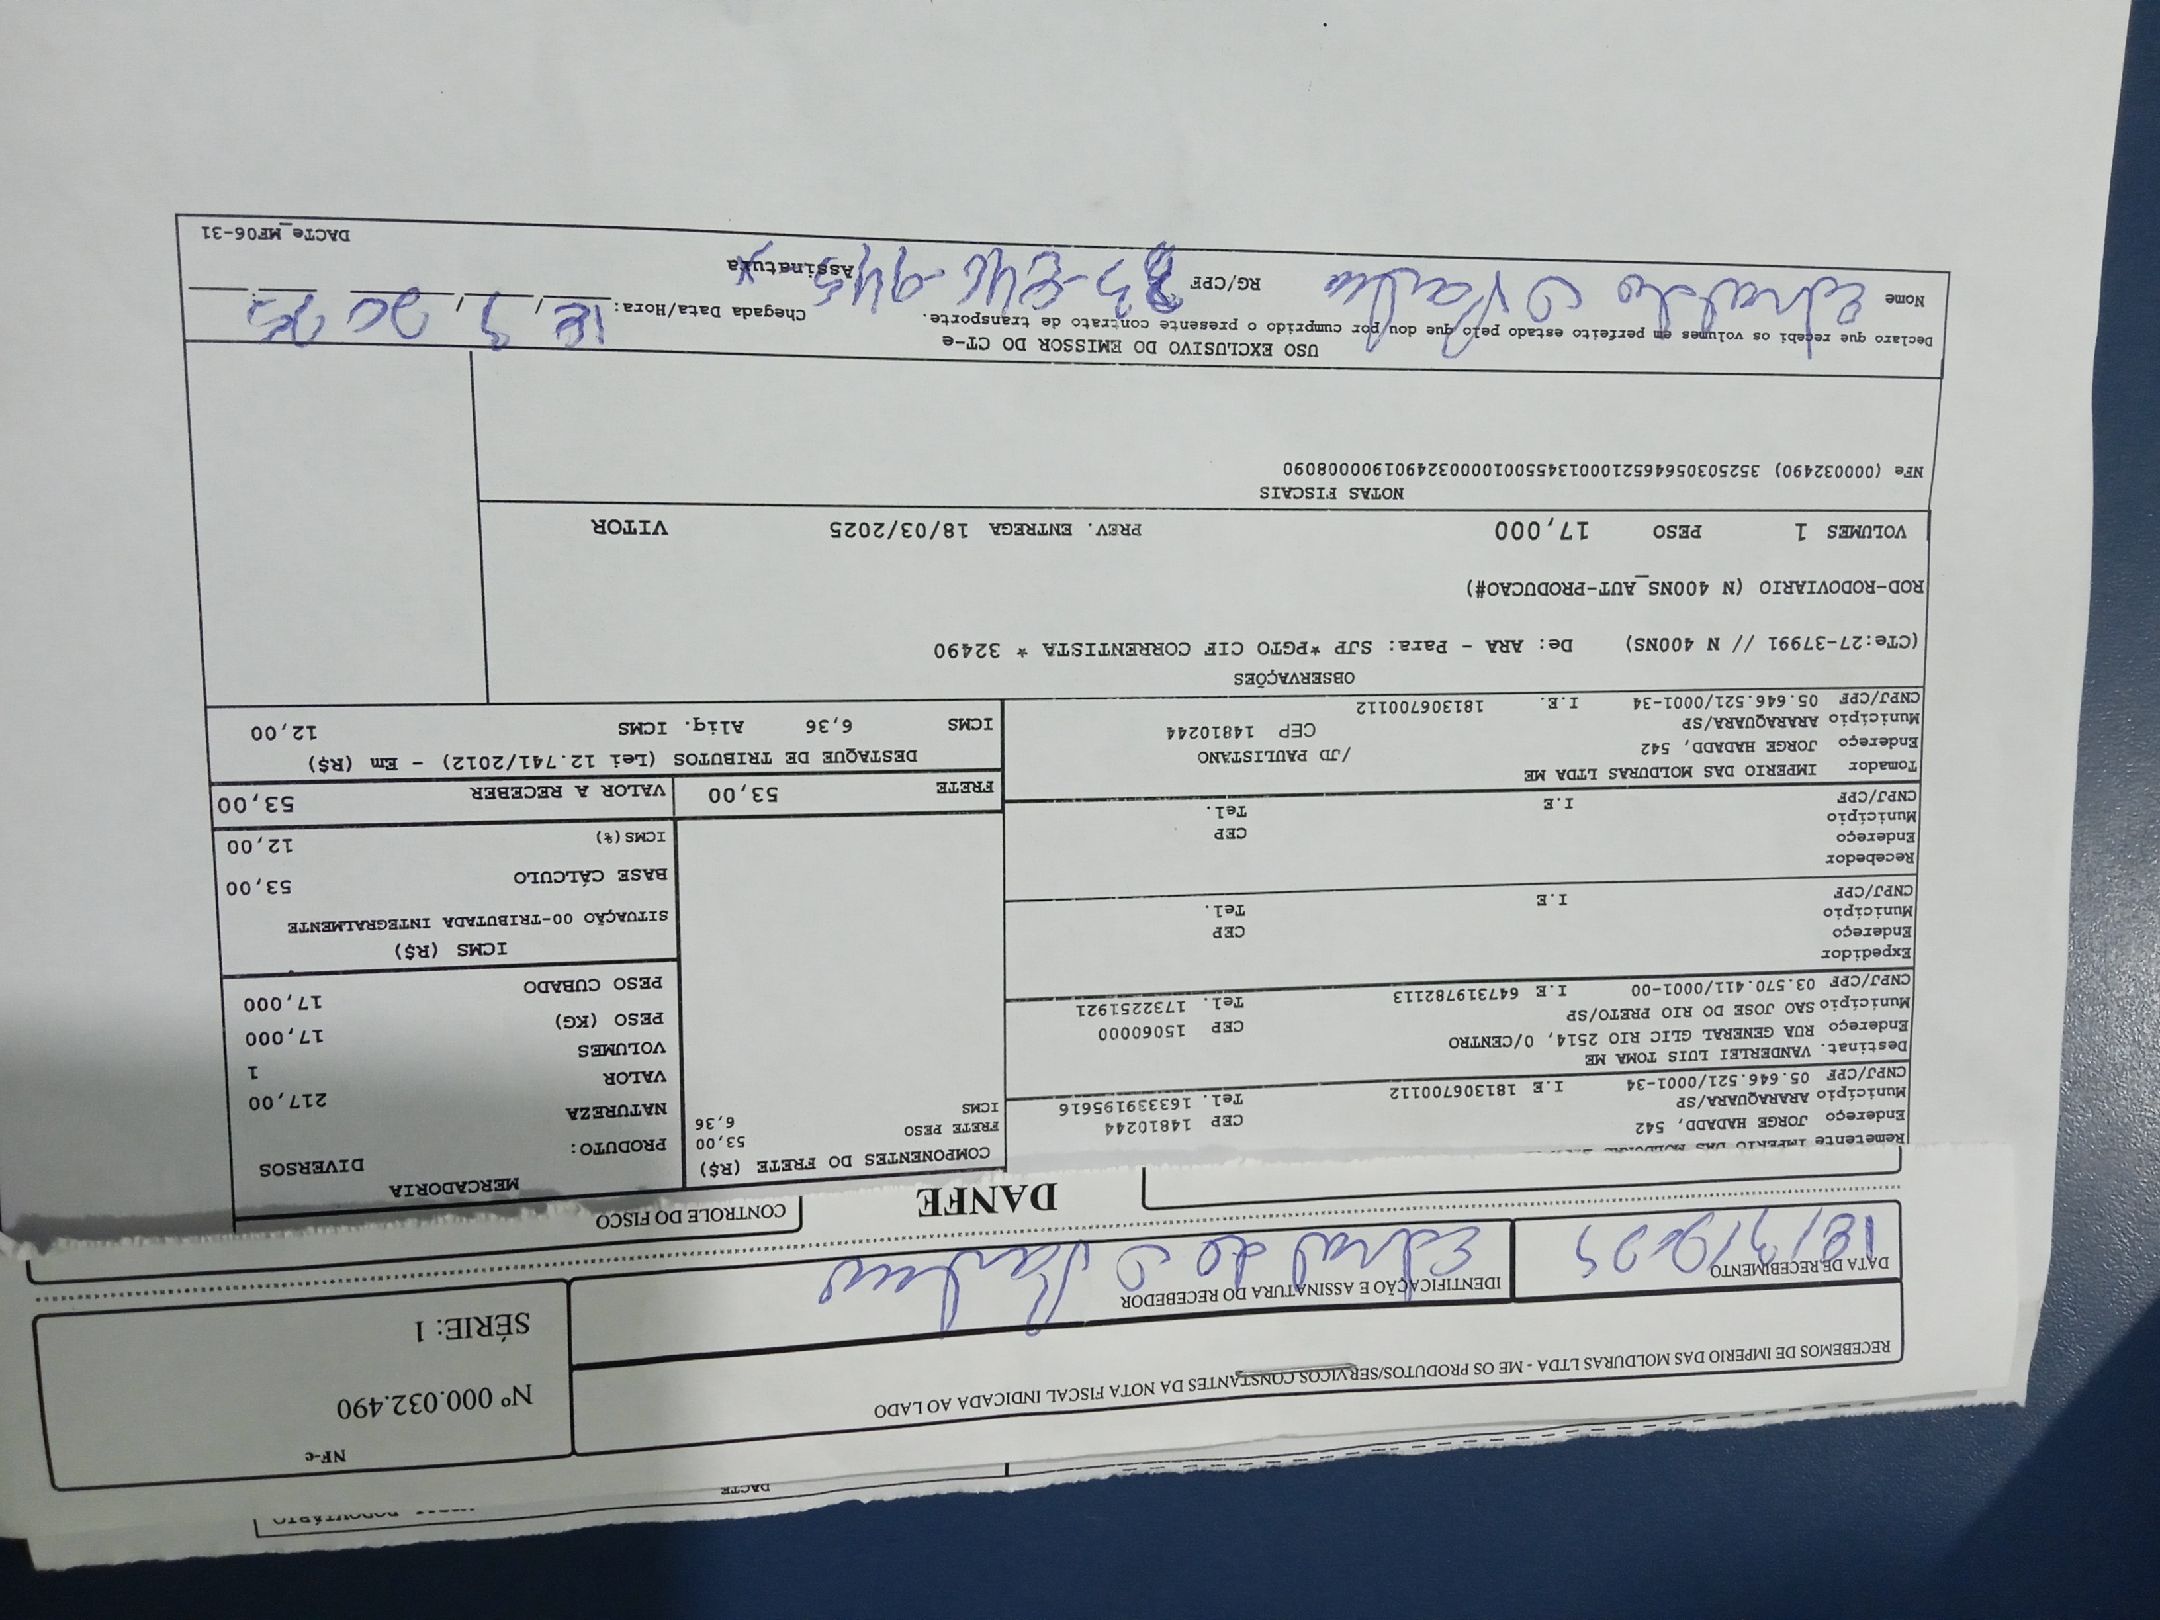 DACTE
NF-e
Nº 000.032.490
SÉRIE: 1
RECEBEMOS DE IMPERIO DAS MOLDURAS LTDA - ME OS PRODUTOS/SERVIÇOS CONSTANTES DA NOTA FISCAL INDICADA AO LADO
DATA DE RECEBIMENTO
18/3/2025
IDENTIFICAÇÃO E ASSINATURA DO RECEBEDOR
DANFE
CONTROLE DO FISCO
Remetente IMPERIO DAS MOLDURAS
Endereço JORGE HADADD, 542 CEP 14810244
Município ARARAQUARA/SP Tel. 16339195616
CNPJ/CPF 05.646.521/0001-34 I.E 181306700112
Destinat. VANDERLEI LUIS TOMA ME
Endereço RUA GENERAL GLIC RIO 2514, 0/CENTRO CEP 15060000
Município SAO JOSE DO RIO PRETO/SP Tel. 1732251921
CNPJ/CPF 03.570.411/0001-00 I.E 647319782113
Expedidor
Endereço CEP
Município Tel.
CNPJ/CPF I.E
Recebedor
Endereço CEP
Município Tel.
CNPJ/CPF I.E
Tomador IMPERIO DAS MOLDURAS LTDA ME
Endereço JORGE HADADD, 542 /JD PAULISTANO
Município ARARAQUARA/SP CEP 14810244
CNPJ/CPF 05.646.521/0001-34 I.E. 181306700112
COMPONENTES DO FRETE (R$)
FRETE PESO 53,00
ICMS 6,36
MERCADORIA
PRODUTO: DIVERSOS
NATUREZA
VALOR 217,00
VOLUMES 1
PESO (KG) 17,000
PESO CUBADO 17,000
ICMS (R$)
SITUAÇÃO 00-TRIBUTADA INTEGRALMENTE
BASE CÁLCULO 53,00
ICMS(%) 12,00
FRETE 53,00 VALOR A RECEBER 53,00
DESTAQUE DE TRIBUTOS (Lei 12.741/2012) - Em (R$)
ICMS 6,36 Aliq. ICMS 12,00
OBSERVAÇÕES
(CTe:27-37991 // N 400NS) De: ARA - Para: SJP *PGTO CIF CORRENTISTA * 32490
ROD-RODOVIARIO (N 400NS_AUT-PRODUCAO#)
VOLUMES 1 PESO 17,000 PREV. ENTREGA 18/03/2025 VITOR
NOTAS FISCAIS
NFe (000032490) 35250305646521000134550010000324901900008090
USO EXCLUSIVO DO EMISSOR DO CT-e
Declaro que recebi os volumes em perfeito estado pelo que dou por cumprido o presente contrato de transporte.
Chegada Data/Hora: 18, 3, 20 25
Nome RG/CPF Assinatura
DACTe_MF06-31